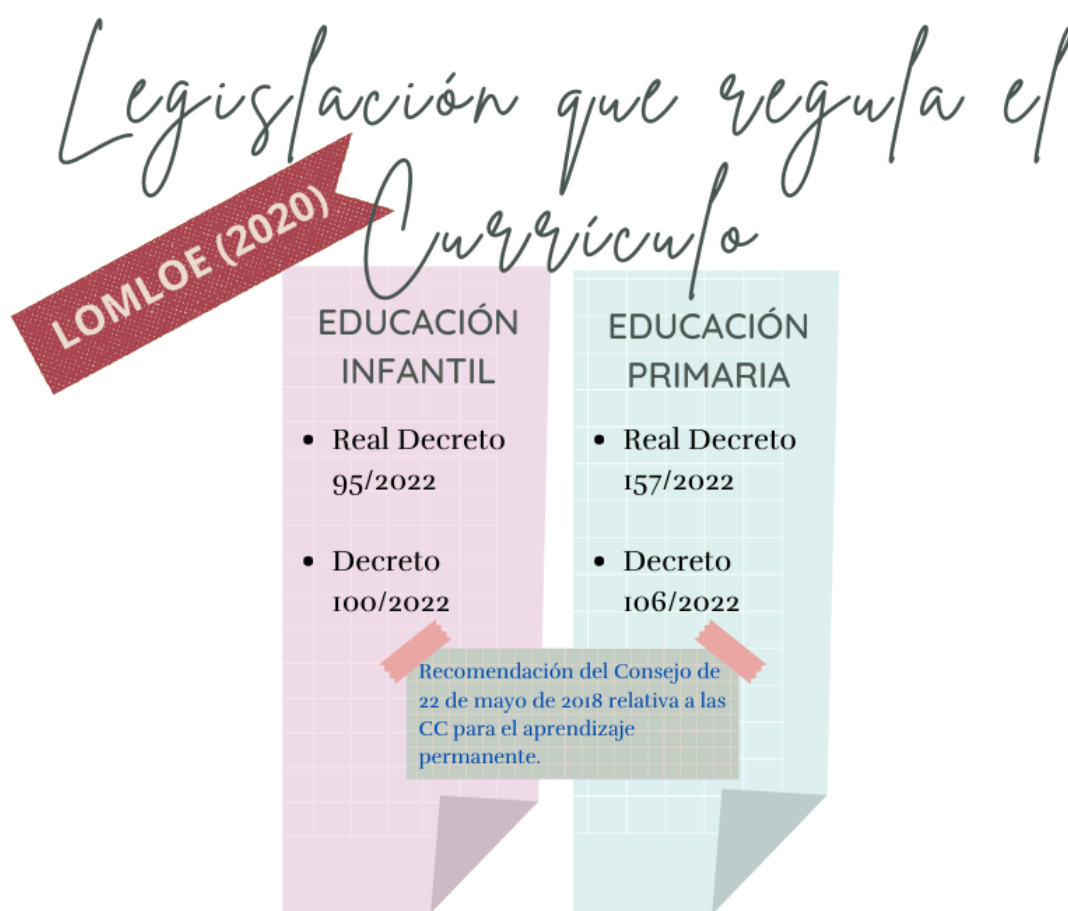 Legislación que regula el
Currículo
LOMLOE (2020)
EDUCACIÓN
INFANTIL
• Real Decreto
95/2022
• Decreto
100/2022
EDUCACIÓN
PRIMARIA
• Real Decreto
157/2022
• Decreto
106/2022
Recomendación del Consejo de
22 de mayo de 2018 relativa a las
CC para el aprendizaje
permanente.